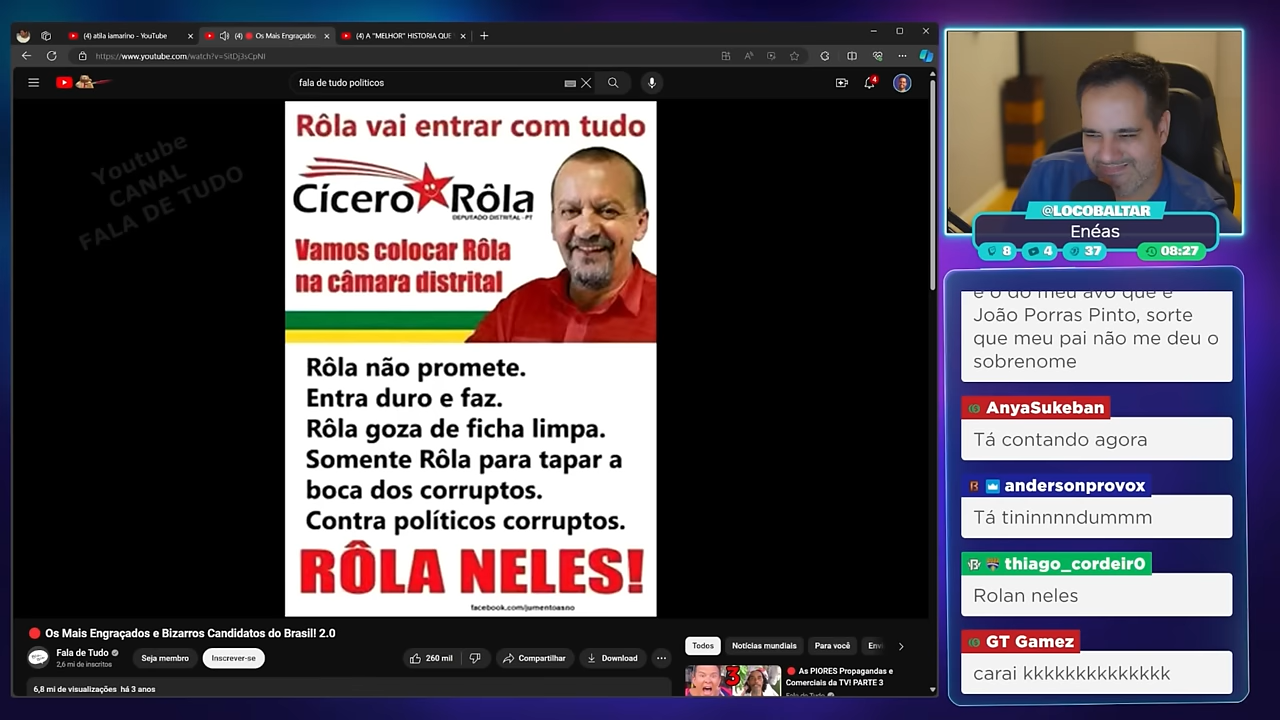 (4) atila iamarino - YouTube
(4) Os Mais Engraçados
(4) A "MELHOR" HISTORIA QUE
https://www.youtube.com/watch?v=SitDj3sCpNI
fala de tudo politicos
4
Youtube
CANAL
FALA DE TUDO
Rôla vai entrar com tudo
Cícero Rôla
DEPUTADO DISTRITAL - PT
Vamos colocar Rôla
na câmara distrital
Rôla não promete.
Entra duro e faz.
Rôla goza de ficha limpa.
Somente Rôla para tapar a
boca dos corruptos.
Contra políticos corruptos.
RÔLA NELES!
facebook.com/jumentoasno
Os Mais Engraçados e Bizarros Candidatos do Brasil! 2.0
Fala de Tudo
2,6 mi de inscritos
Seja membro
Inscrever-se
260 mil
Compartilhar
Download
6,8 mi de visualizações há 3 anos
Todos
Notícias mundiais
Para você
Env
3
As PIORES Propagandas e
Comerciais da TV! PARTE 3
Fala de Tudo
@LOCOBALTAR
Enéas
8
4
37
08:27
e o do meu avô que é
João Porras Pinto, sorte
que meu pai não me deu o
sobrenome
AnyaSukeban
Tá contando agora
andersonprovox
Tá tininnnndummm
thiago_cordeir0
Rolan neles
GT Gamez
carai kkkkkkkkkkkkkk